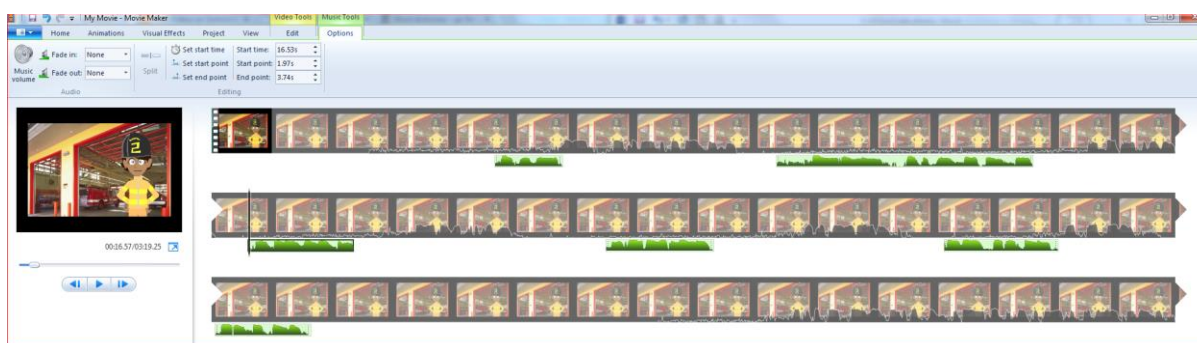 My Movie - Movie Maker Video Tools Music Tools
Home Animations Visual Effects Project View Edit Options
Music volume
Fade in: None
Fade out: None
Split
Set start time Start time: 16.53s
Set start point Start point: 1.97s
Set end point End point: 3.74s
Audio Editing
2
00:16.57/03:19.25